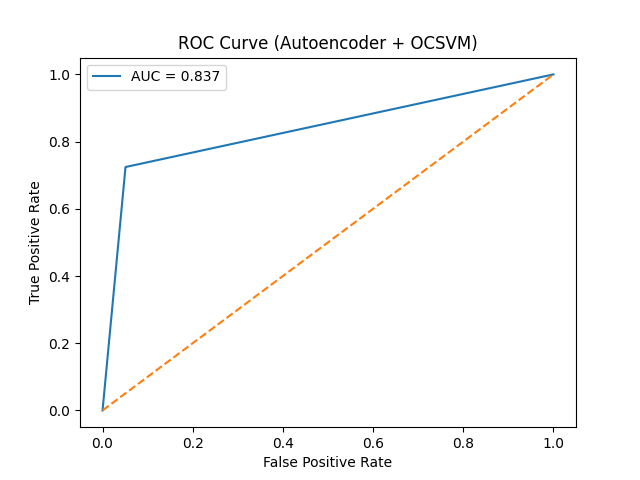 ROC Curve (Autoencoder + OCSVM)
AUC = 0.837
True Positive Rate
1.0
0.8
0.6
0.4
0.2
0.0
0.0 0.2 0.4 0.6 0.8 1.0
False Positive Rate